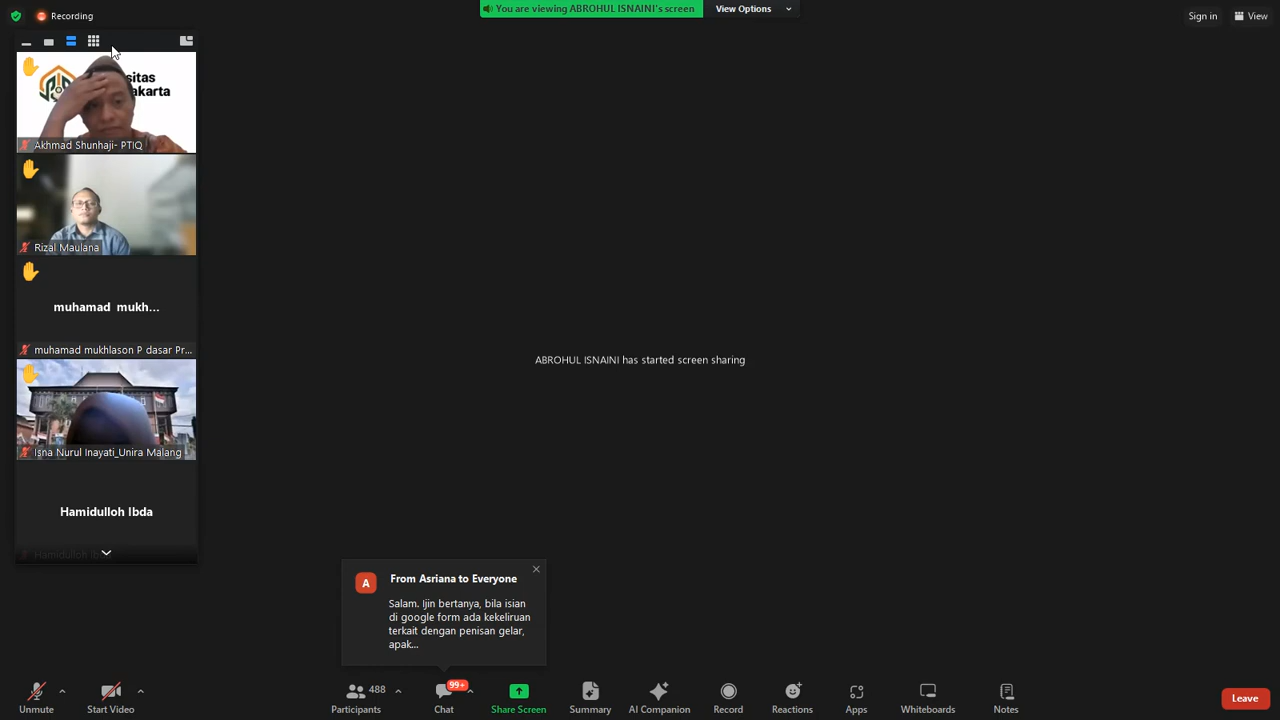 Recording
You are viewing ABROHUL ISNAINI's screen
View Options
Sign in
View
sitas
akarta
Akhmad Shunhaji- PTIQ
Rizal Maulana
muhamad mukh...
muhamad mukhlason P dasar Pr...
Isna Nurul Inayati_Unira Malang
Hamidulloh Ibda
ABROHUL ISNAINI has started screen sharing
A
From Asriana to Everyone
Salam. Ijin bertanya, bila isian
di google form ada kekeliruan
terkait dengan penisan gelar,
apak...
Unmute
Start Video
488
Participants
99+
Chat
Share Screen
Summary
AI Companion
Record
Reactions
Apps
Whiteboards
Notes
Leave